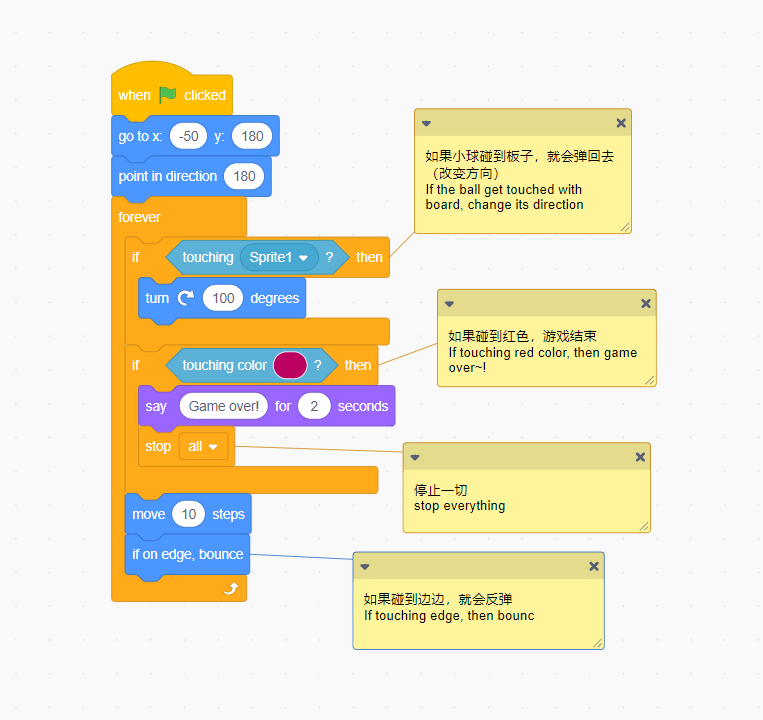 when clicked
go to x: -50 y: 180
point in direction 180
forever
if touching Sprite1 ? then
turn 100 degrees
if touching color ? then
say Game over! for 2 seconds
stop all
move 10 steps
if on edge, bounce
如果小球碰到板子，就会弹回去
（改变方向）
If the ball get touched with
board, change its direction
如果碰到红色，游戏结束
If touching red color, then game
over~!
停止一切
stop everything
如果碰到边边，就会反弹
If touching edge, then bounc